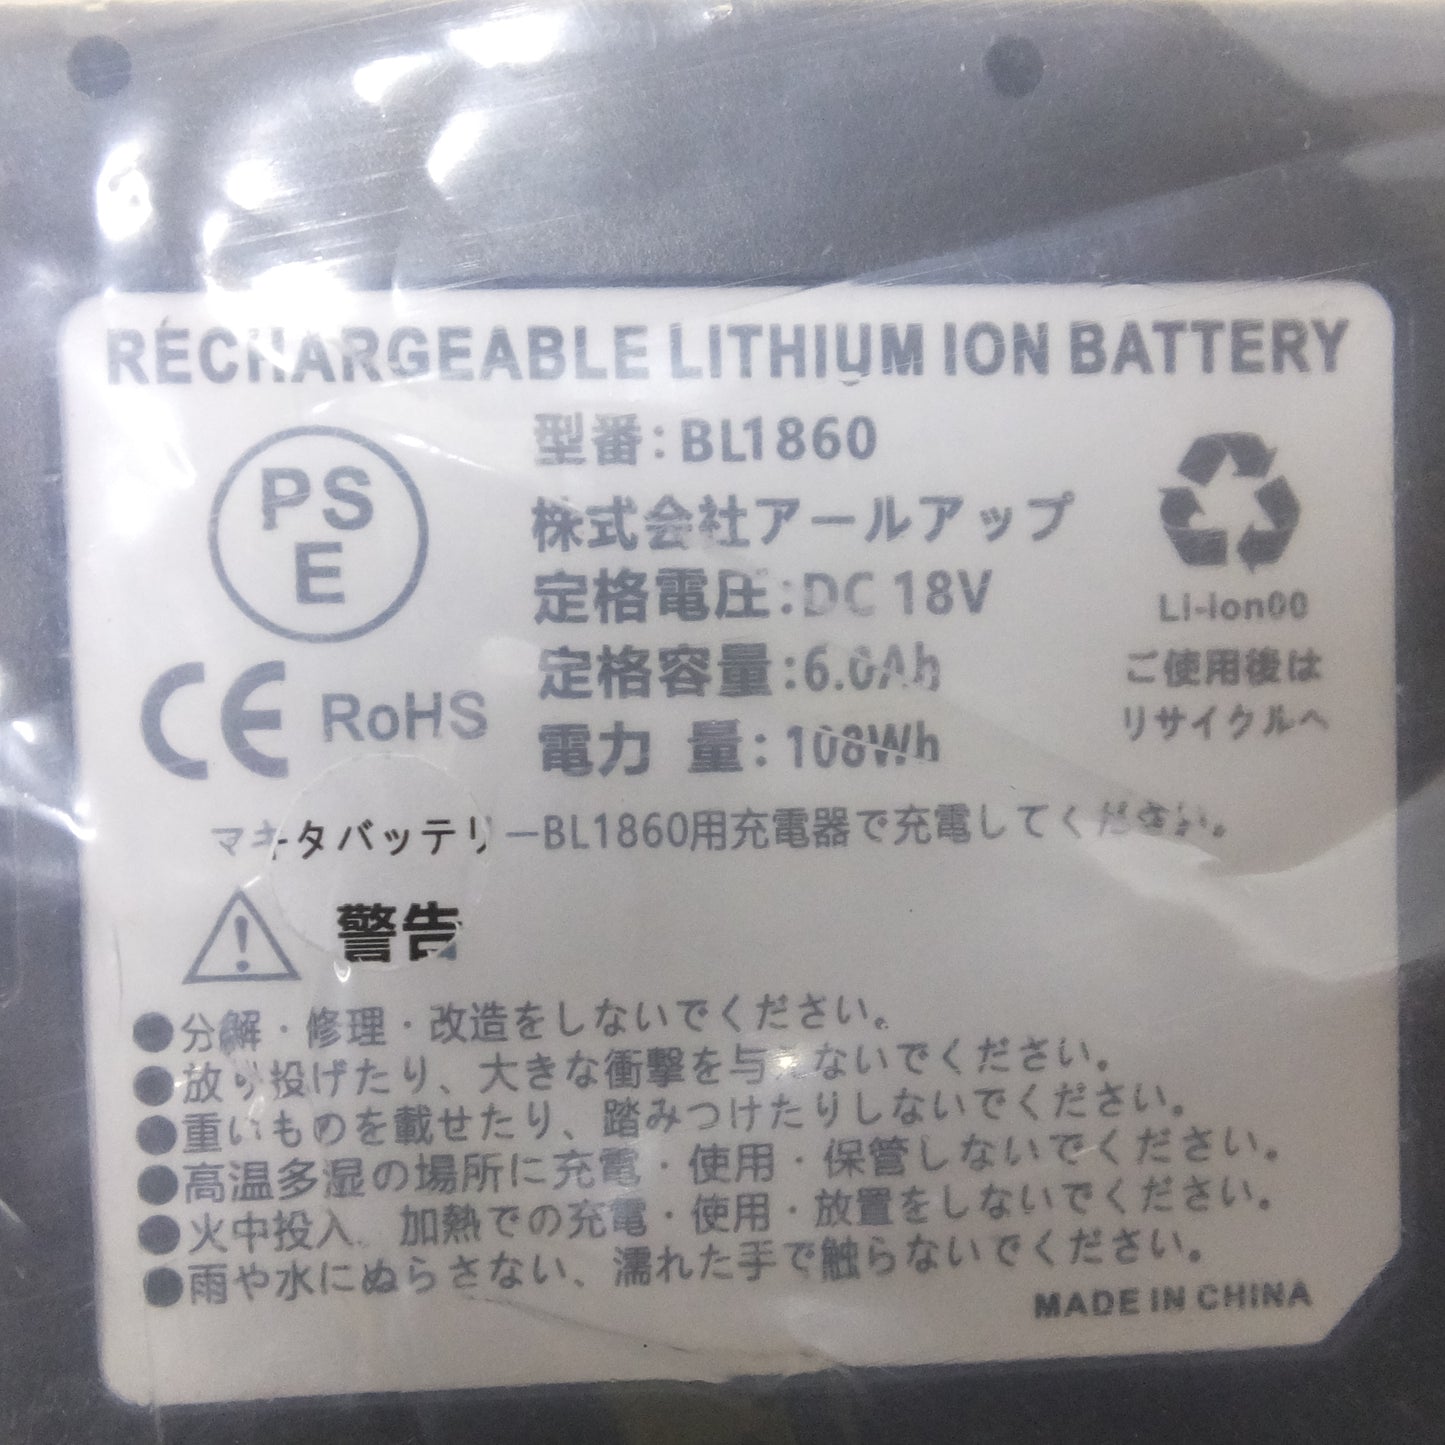 RECHARGEABLE LITHIUM ION BATTERY
PS
E
CE RoHS
型番:BL1860
株式会社アールアップ
定格電圧:DC 18V
定格容量:6.0Ah
電力 量:108Wh
Li-ion00
ご使用後は
リサイクルへ
マキタバッテリーBL1860用充電器で充電してください。
警告
●分解・修理・改造をしないでください。
●放り投げたり、大きな衝撃を与えないでください。
●重いものを載せたり、踏みつけたりしないでください。
●高温多湿の場所に充電・使用・保管しないでください。
●火中投入、加熱での充電・使用・放置をしないでください。
●雨や水にぬらさない、濡れた手で触らないでください。
MADE IN CHINA